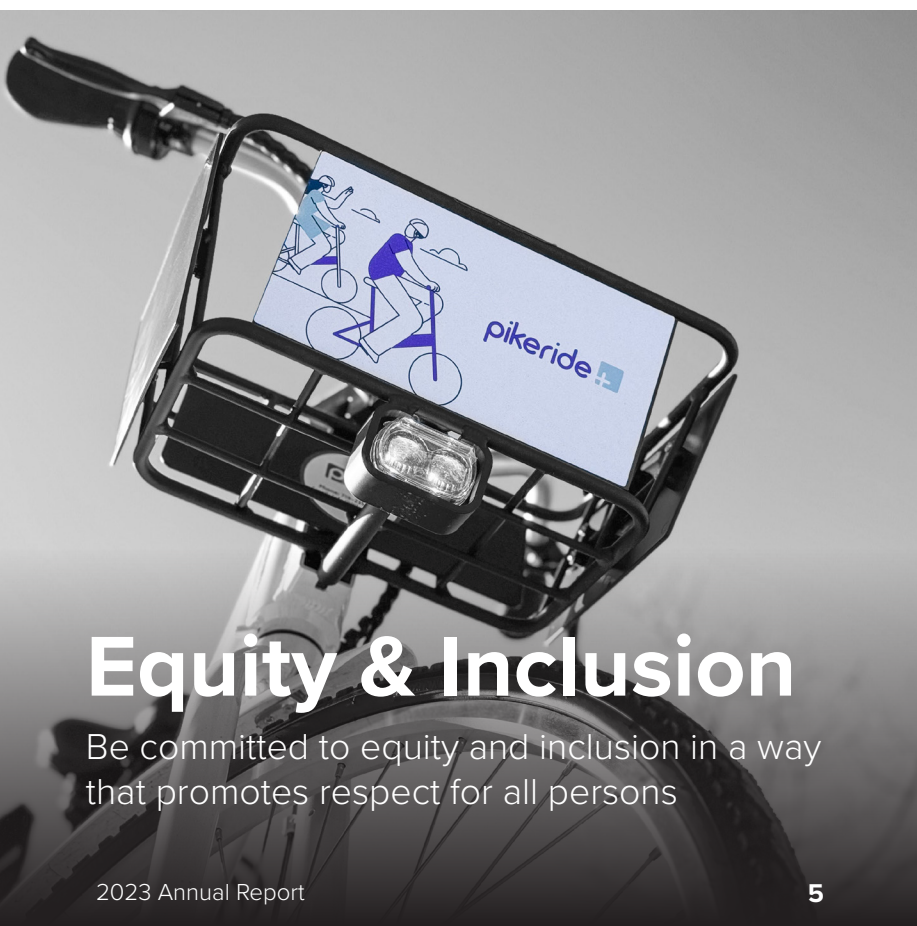 pikeride
Equity & Inclusion
Be committed to equity and inclusion in a way
that promotes respect for all persons
2023 Annual Report
5